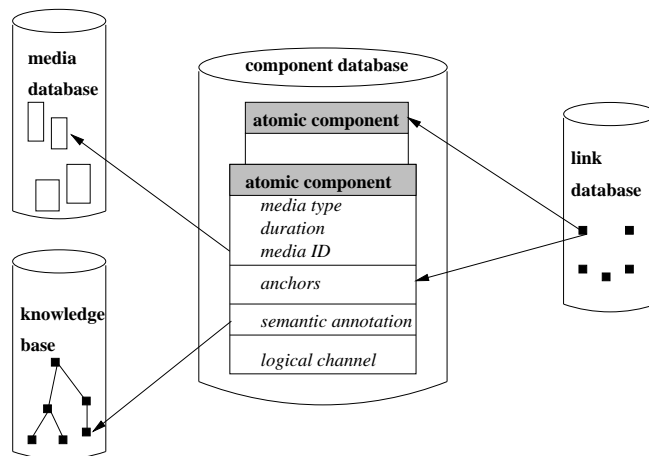 media
database
component database
atomic component
atomic component
media type
duration
media ID
anchors
semantic annotation
logical channel
link
database
knowledge
base